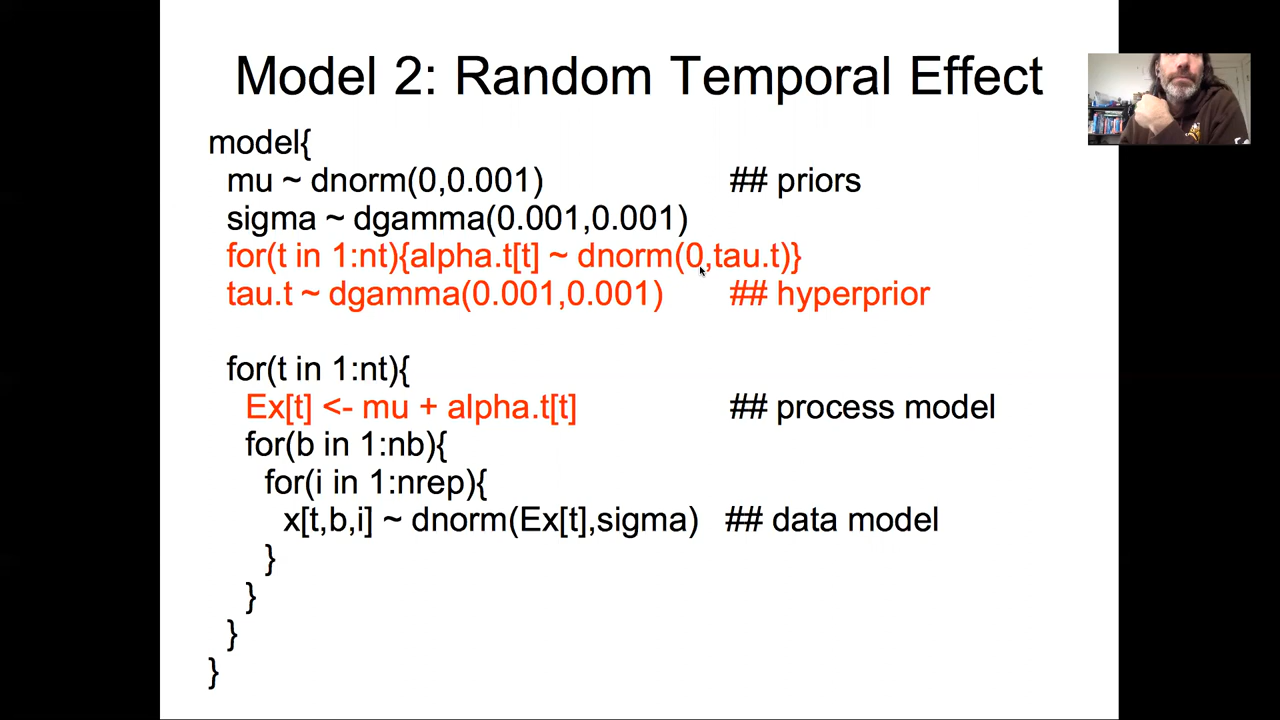 Model 2: Random Temporal Effect
model{
mu ~ dnorm(0,0.001) ## priors
sigma ~ dgamma(0.001,0.001)
for(t in 1:nt){alpha.t[t] ~ dnorm(0,tau.t)}
tau.t ~ dgamma(0.001,0.001) ## hyperprior
for(t in 1:nt){
Ex[t] <- mu + alpha.t[t] ## process model
for(b in 1:nb){
for(i in 1:nrep){
x[t,b,i] ~ dnorm(Ex[t],sigma) ## data model
}
}
}
}